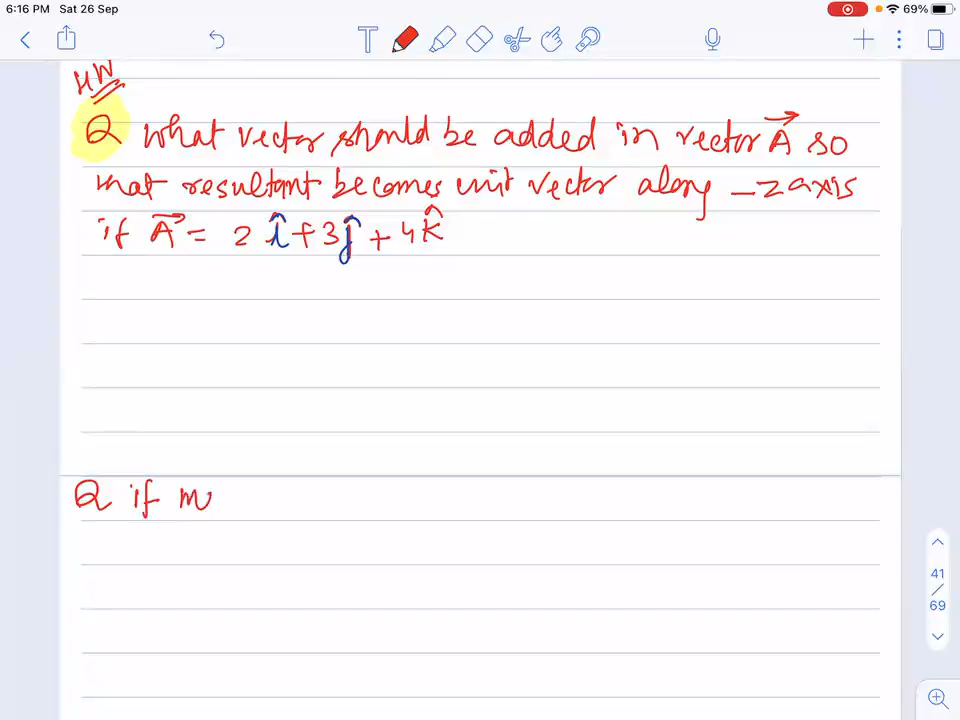 6:16 PM Sat 26 Sep
69%
HW
Q What vector should be added in vector A⃗ so
that resultant becomes unit vector along -z axis
if A⃗ = 2 î + 3 ĵ + 4 k̂
Q if m
41
/
69